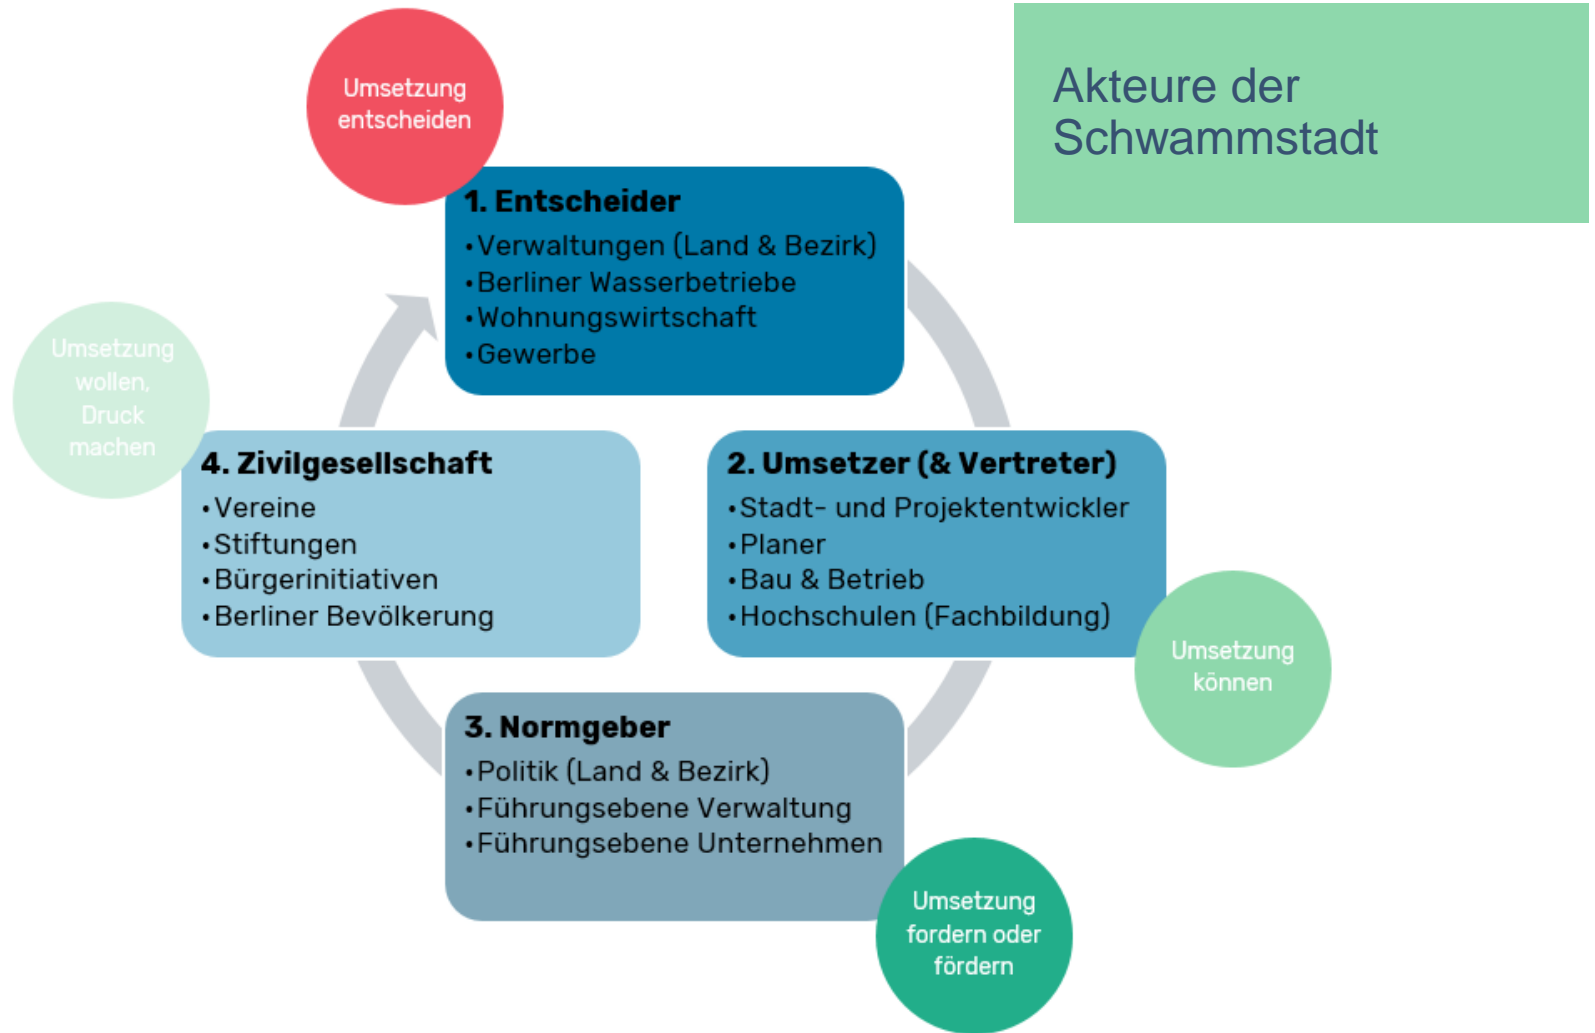 Akteure der
Schwammstadt
Umsetzung
entscheiden
1. Entscheider
•Verwaltungen (Land & Bezirk)
•Berliner Wasserbetriebe
•Wohnungswirtschaft
•Gewerbe
2. Umsetzer (& Vertreter)
•Stadt- und Projektentwickler
•Planer
•Bau & Betrieb
•Hochschulen (Fachbildung)
Umsetzung
können
3. Normgeber
•Politik (Land & Bezirk)
•Führungsebene Verwaltung
•Führungsebene Unternehmen
Umsetzung
fordern oder
fördern
4. Zivilgesellschaft
•Vereine
•Stiftungen
•Bürgerinitiativen
•Berliner Bevölkerung
Umsetzung
wollen,
Druck
machen